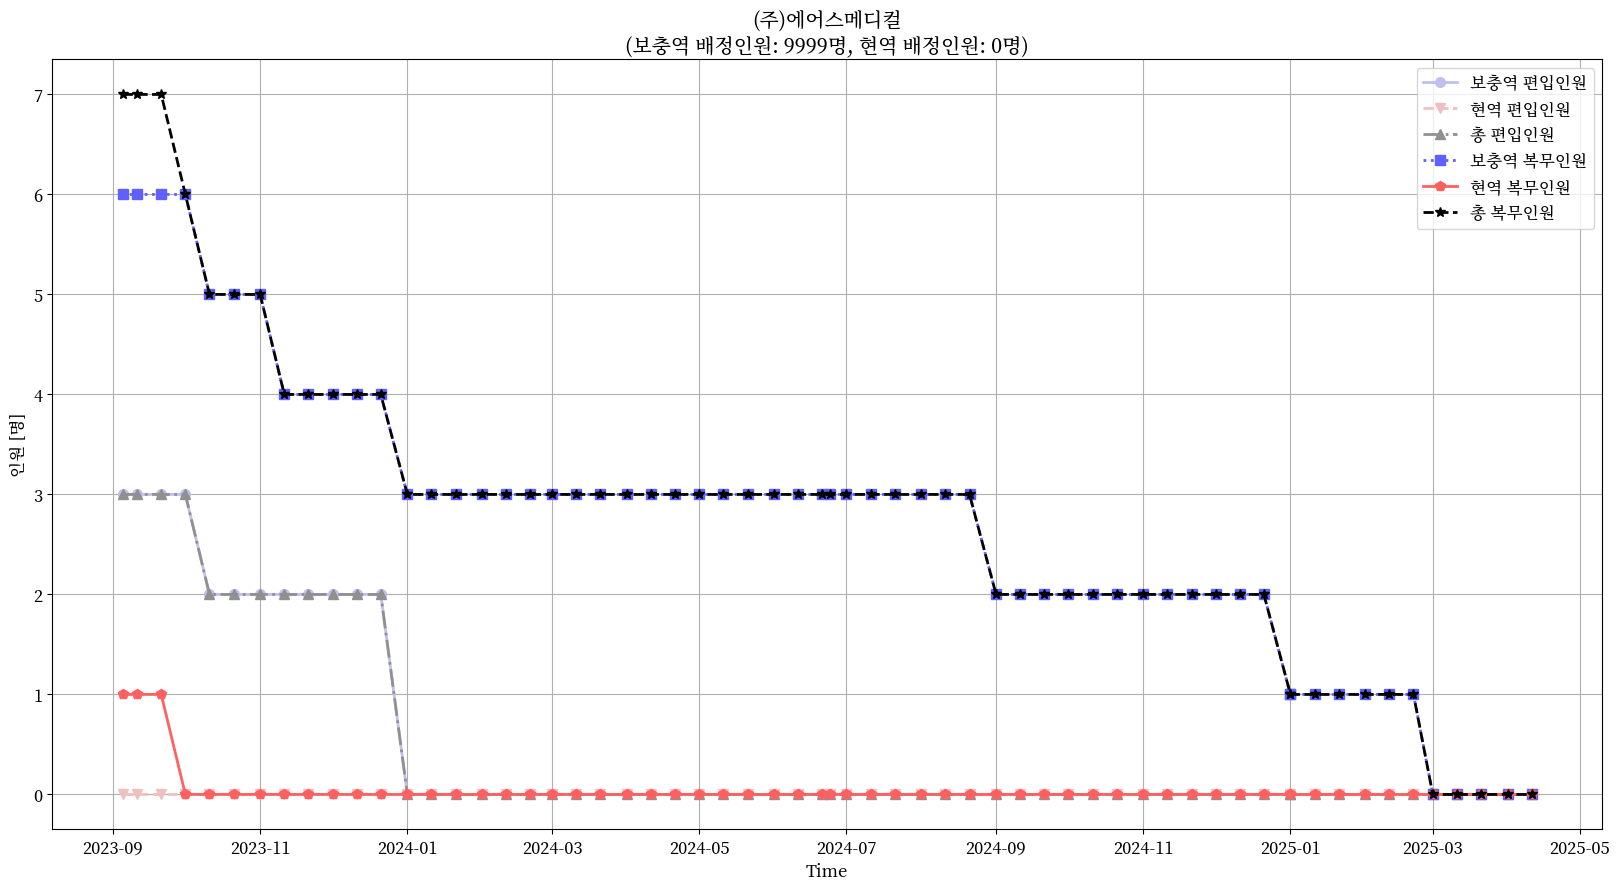 (주)에어스메디컬
(보충역 배정인원: 9999명, 현역 배정인원: 0명)
보충역 편입인원
현역 편입인원
총 편입인원
보충역 복무인원
현역 복무인원
총 복무인원
인원 [명]
7
6
5
4
3
2
1
0
2023-09
2023-11
2024-01
2024-03
2024-05
2024-07
2024-09
2024-11
2025-01
2025-03
2025-05
Time